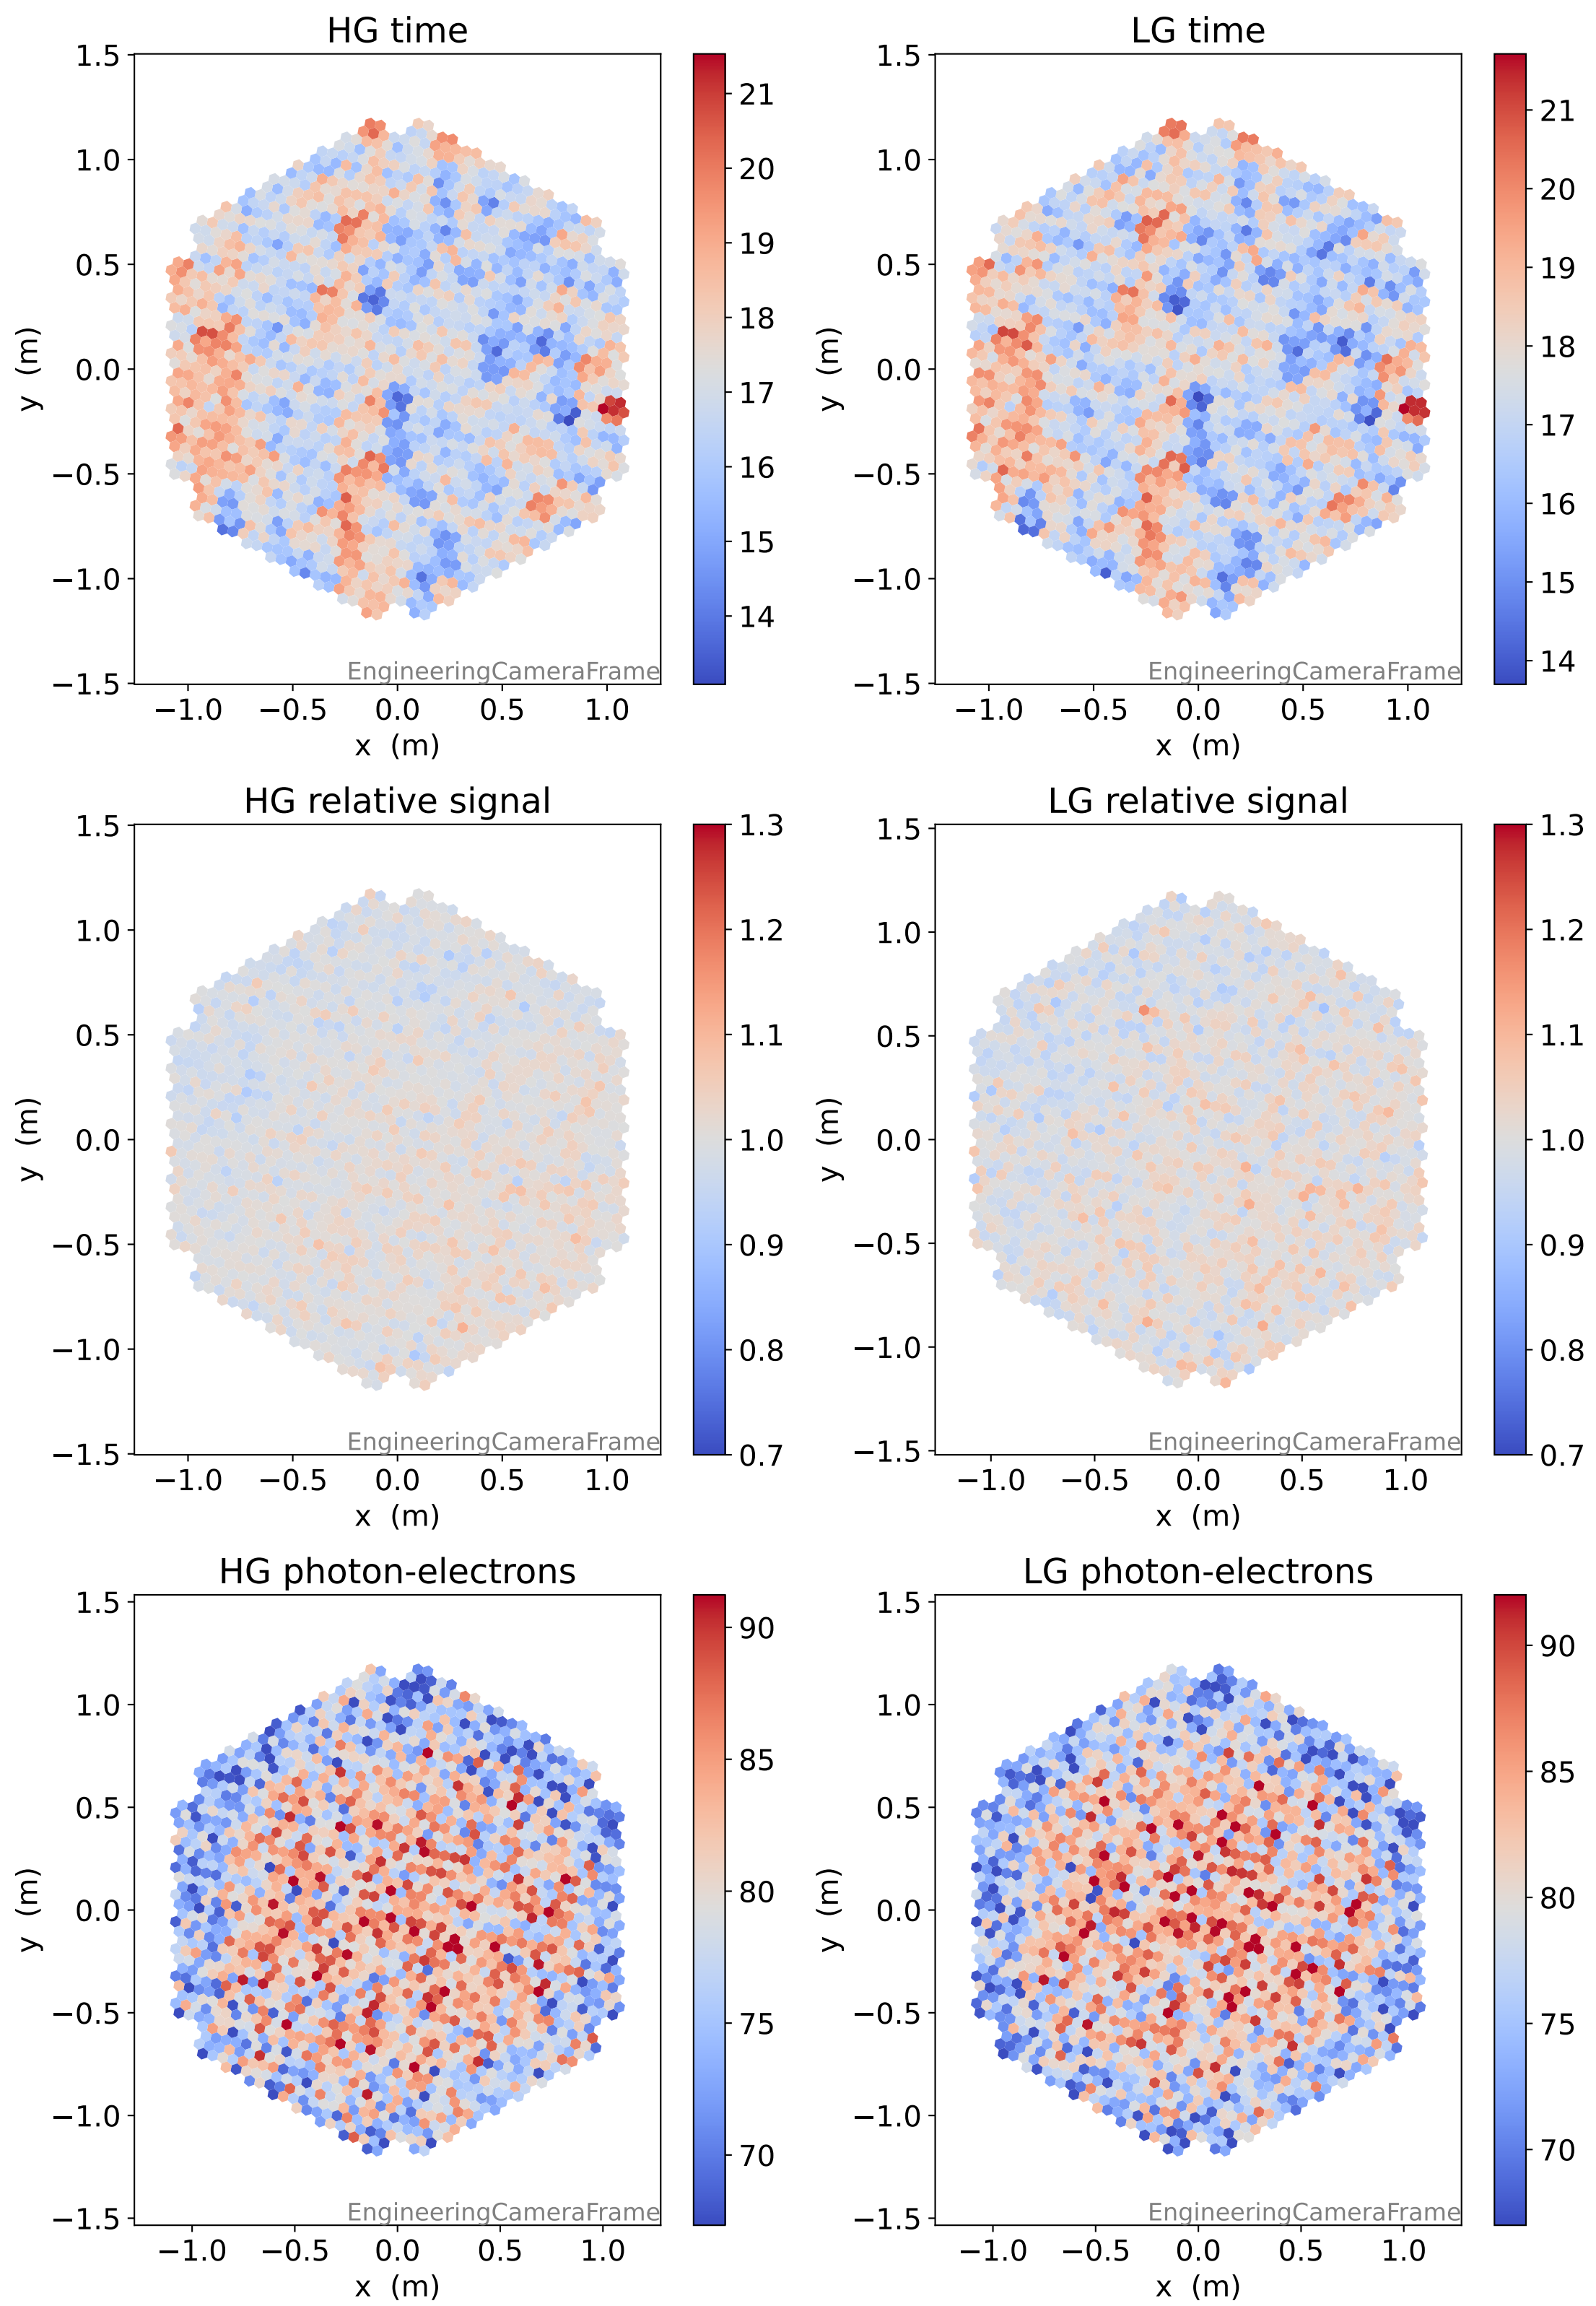 HG time
1.5
1.0
0.5
0.0
−0.5
−1.0
−1.5
y (m)
EngineeringCameraFrame
−1.0 −0.5 0.0 0.5 1.0
x (m)
21
20
19
18
17
16
15
14
LG time
1.5
1.0
0.5
0.0
−0.5
−1.0
−1.5
y (m)
EngineeringCameraFrame
−1.0 −0.5 0.0 0.5 1.0
x (m)
21
20
19
18
17
16
15
14
HG relative signal
1.5
1.0
0.5
0.0
−0.5
−1.0
−1.5
y (m)
EngineeringCameraFrame
−1.0 −0.5 0.0 0.5 1.0
x (m)
1.3
1.2
1.1
1.0
0.9
0.8
0.7
LG relative signal
1.5
1.0
0.5
0.0
−0.5
−1.0
−1.5
y (m)
EngineeringCameraFrame
−1.0 −0.5 0.0 0.5 1.0
x (m)
1.3
1.2
1.1
1.0
0.9
0.8
0.7
HG photon-electrons
1.5
1.0
0.5
0.0
−0.5
−1.0
−1.5
y (m)
EngineeringCameraFrame
−1.0 −0.5 0.0 0.5 1.0
x (m)
90
85
80
75
70
LG photon-electrons
1.5
1.0
0.5
0.0
−0.5
−1.0
−1.5
y (m)
EngineeringCameraFrame
−1.0 −0.5 0.0 0.5 1.0
x (m)
90
85
80
75
70